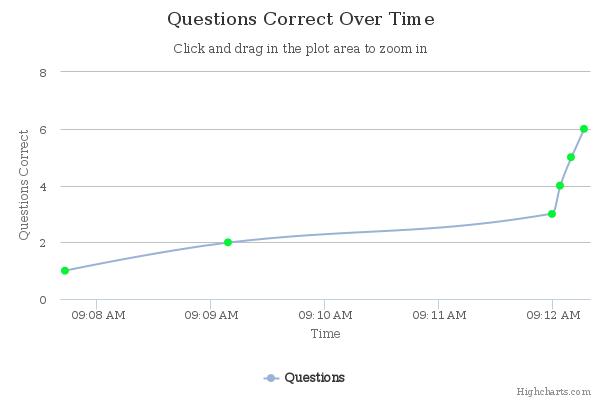 Questions Correct Over Time
Click and drag in the plot area to zoom in
Questions Correct
8
6
4
2
0
09:08 AM 09:09 AM 09:10 AM 09:11 AM 09:12 AM
Time
Questions
Highcharts.com